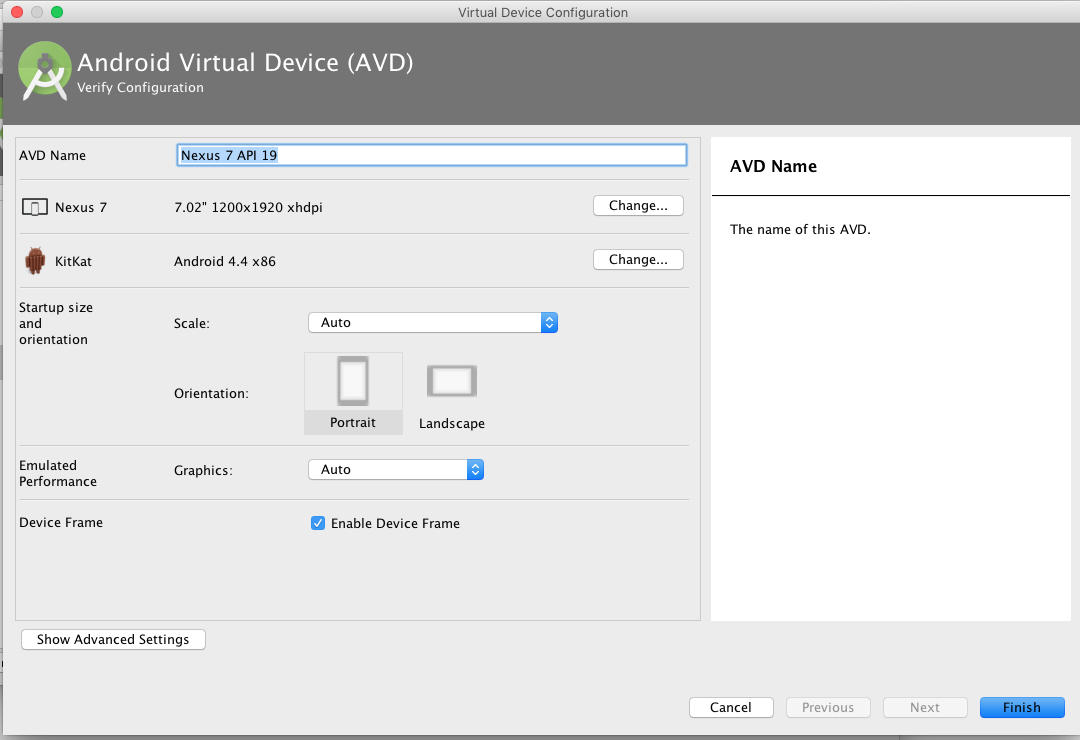 Virtual Device Configuration
Android Virtual Device (AVD)
Verify Configuration
AVD Name
Nexus 7 API 19
Nexus 7
7.02" 1200x1920 xhdpi
Change...
KitKat
Android 4.4 x86
Change...
Startup size
and
orientation
Scale:
Auto
Orientation:
Portrait
Landscape
Emulated
Performance
Graphics:
Auto
Device Frame
Enable Device Frame
Show Advanced Settings
AVD Name
The name of this AVD.
Cancel
Previous
Next
Finish